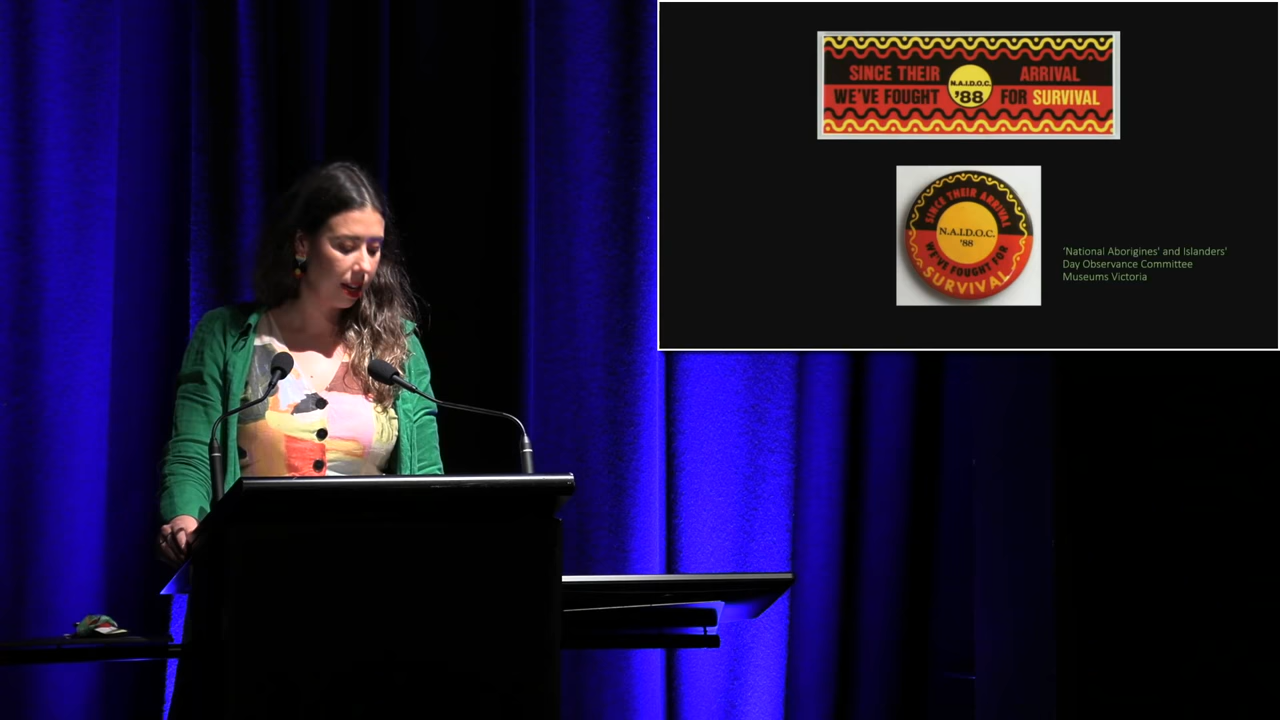 SINCE THEIR ARRIVAL
N.A.I.D.O.C.
'88
WE'VE FOUGHT FOR SURVIVAL
SINCE THEIR ARRIVAL
N.A.I.D.O.C.
'88
WE'VE FOUGHT FOR
SURVIVAL
'National Aborigines' and Islanders'
Day Observance Committee
Museums Victoria